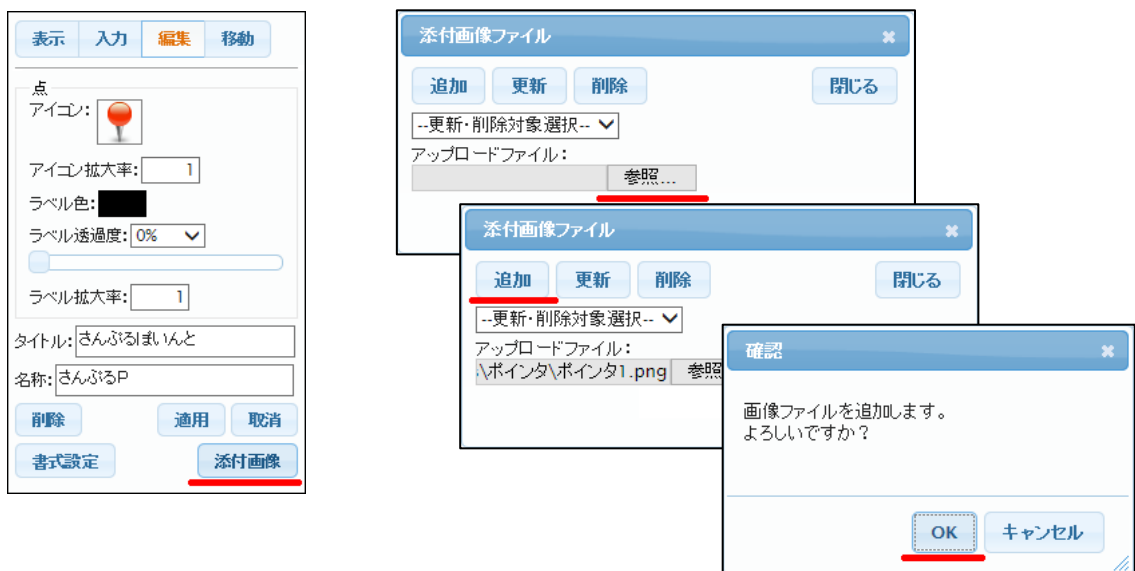 表示 入力 編集 移動
点
アイコン:
アイコン拡大率: 1
ラベル色:
ラベル透過度: 0%
ラベル拡大率: 1
タイトル: さんぷるぽいんと
名称: さんぷるP
削除 適用 取消
書式設定 添付画像
添付画像ファイル
追加 更新 削除 閉じる
--更新・削除対象選択--
アップロードファイル:
参照...
添付画像ファイル
追加 更新 削除 閉じる
--更新・削除対象選択--
アップロードファイル:
\ポインタ\ポインタ1.png 参照
確認
画像ファイルを追加します。
よろしいですか?
OK キャンセル